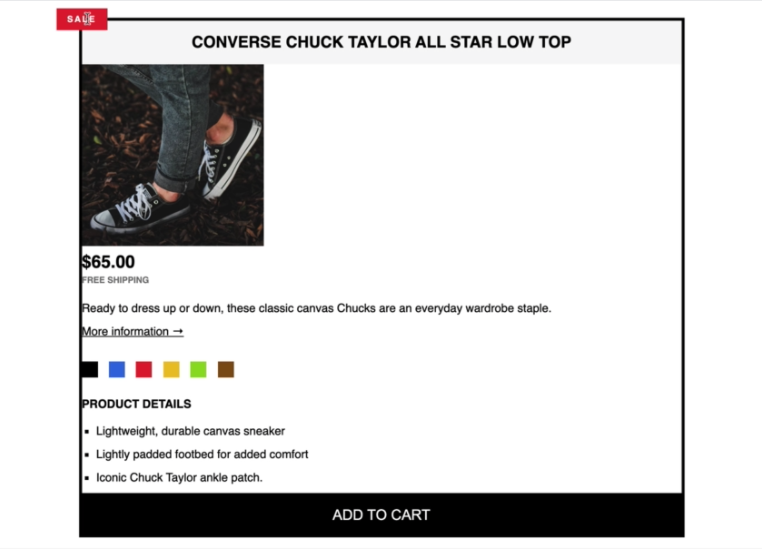 SALE
CONVERSE CHUCK TAYLOR ALL STAR LOW TOP
$65.00
FREE SHIPPING
Ready to dress up or down, these classic canvas Chucks are an everyday wardrobe staple.
More information →
PRODUCT DETAILS
▪ Lightweight, durable canvas sneaker
▪ Lightly padded footbed for added comfort
▪ Iconic Chuck Taylor ankle patch.
ADD TO CART